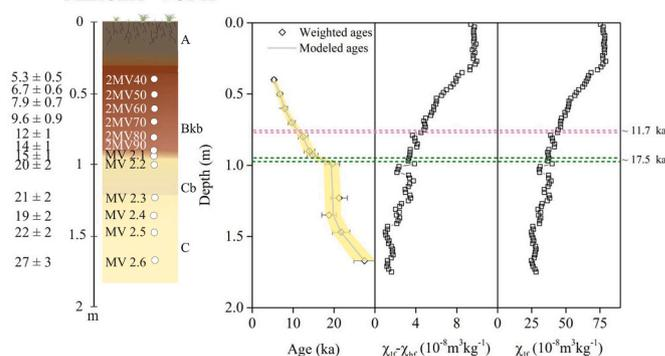 0
A
5.3 ± 0.5
6.7 ± 0.6
7.9 ± 0.7
9.6 ± 0.9
12 ± 1
14 ± 1
15 ± 1
20 ± 2
21 ± 2
19 ± 2
22 ± 2
27 ± 3
0.5
1
1.5
2
m
2MV40
2MV50
2MV60
2MV70
2MV80
2MV90
MV 2.1
MV 2.2
MV 2.3
MV 2.4
MV 2.5
MV 2.6
Bkb
Cb
C
Depth (m)
0.0
0.5
1.0
1.5
2.0
Weighted ages
Modeled ages
~ 11.7 ka
~ 17.5 ka
0 10 20
0 4 8
0 25 50 75
Age (ka)
χlf-χhf (10⁻⁸m³kg⁻¹)
χlf (10⁻⁸m³kg⁻¹)